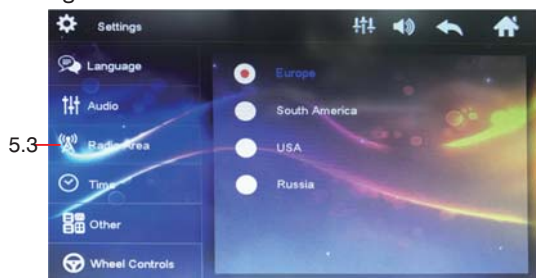 Settings
Language
Audio
5.3
Radio Area
Time
Other
Wheel Controls
Europe
South America
USA
Russia